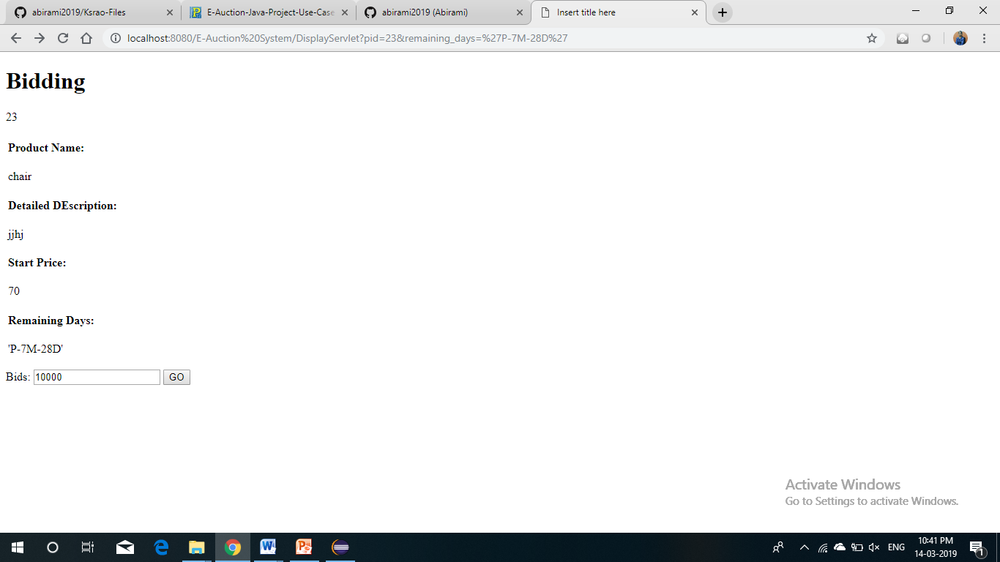 abirami2019/Ksrao-Files
E-Auction-Java-Project-Use-Case
abirami2019 (Abirami)
Insert title here
localhost:8080/E-Auction%20System/DisplayServlet?pid=23&remaining_days=%27P-7M-28D%27
Bidding
23
Product Name:
chair
Detailed DEscription:
jjhj
Start Price:
70
Remaining Days:
'P-7M-28D'
Bids: 10000 GO
Activate Windows
Go to Settings to activate Windows.
ENG
10:41 PM
14-03-2019
1